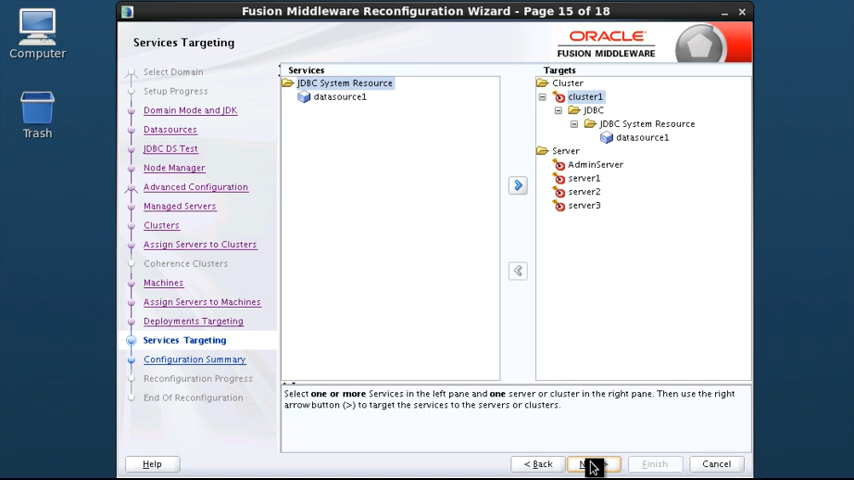 Fusion Middleware Reconfiguration Wizard - Page 15 of 18
Computer
Trash
Services Targeting
ORACLE
FUSION MIDDLEWARE
Select Domain
Setup Progress
Domain Mode and JDK
Datasources
JDBC DS Test
Node Manager
Advanced Configuration
Managed Servers
Clusters
Assign Servers to Clusters
Coherence Clusters
Machines
Assign Servers to Machines
Deployments Targeting
Services Targeting
Configuration Summary
Reconfiguration Progress
End Of Reconfiguration
Services
JDBC System Resource
datasource1
Targets
Cluster
cluster1
JDBC
JDBC System Resource
datasource1
Server
AdminServer
server1
server2
server3
Select one or more Services in the left pane and one server or cluster in the right pane. Then use the right
arrow button (>) to target the services to the servers or clusters.
Help
< Back
Finish
Cancel